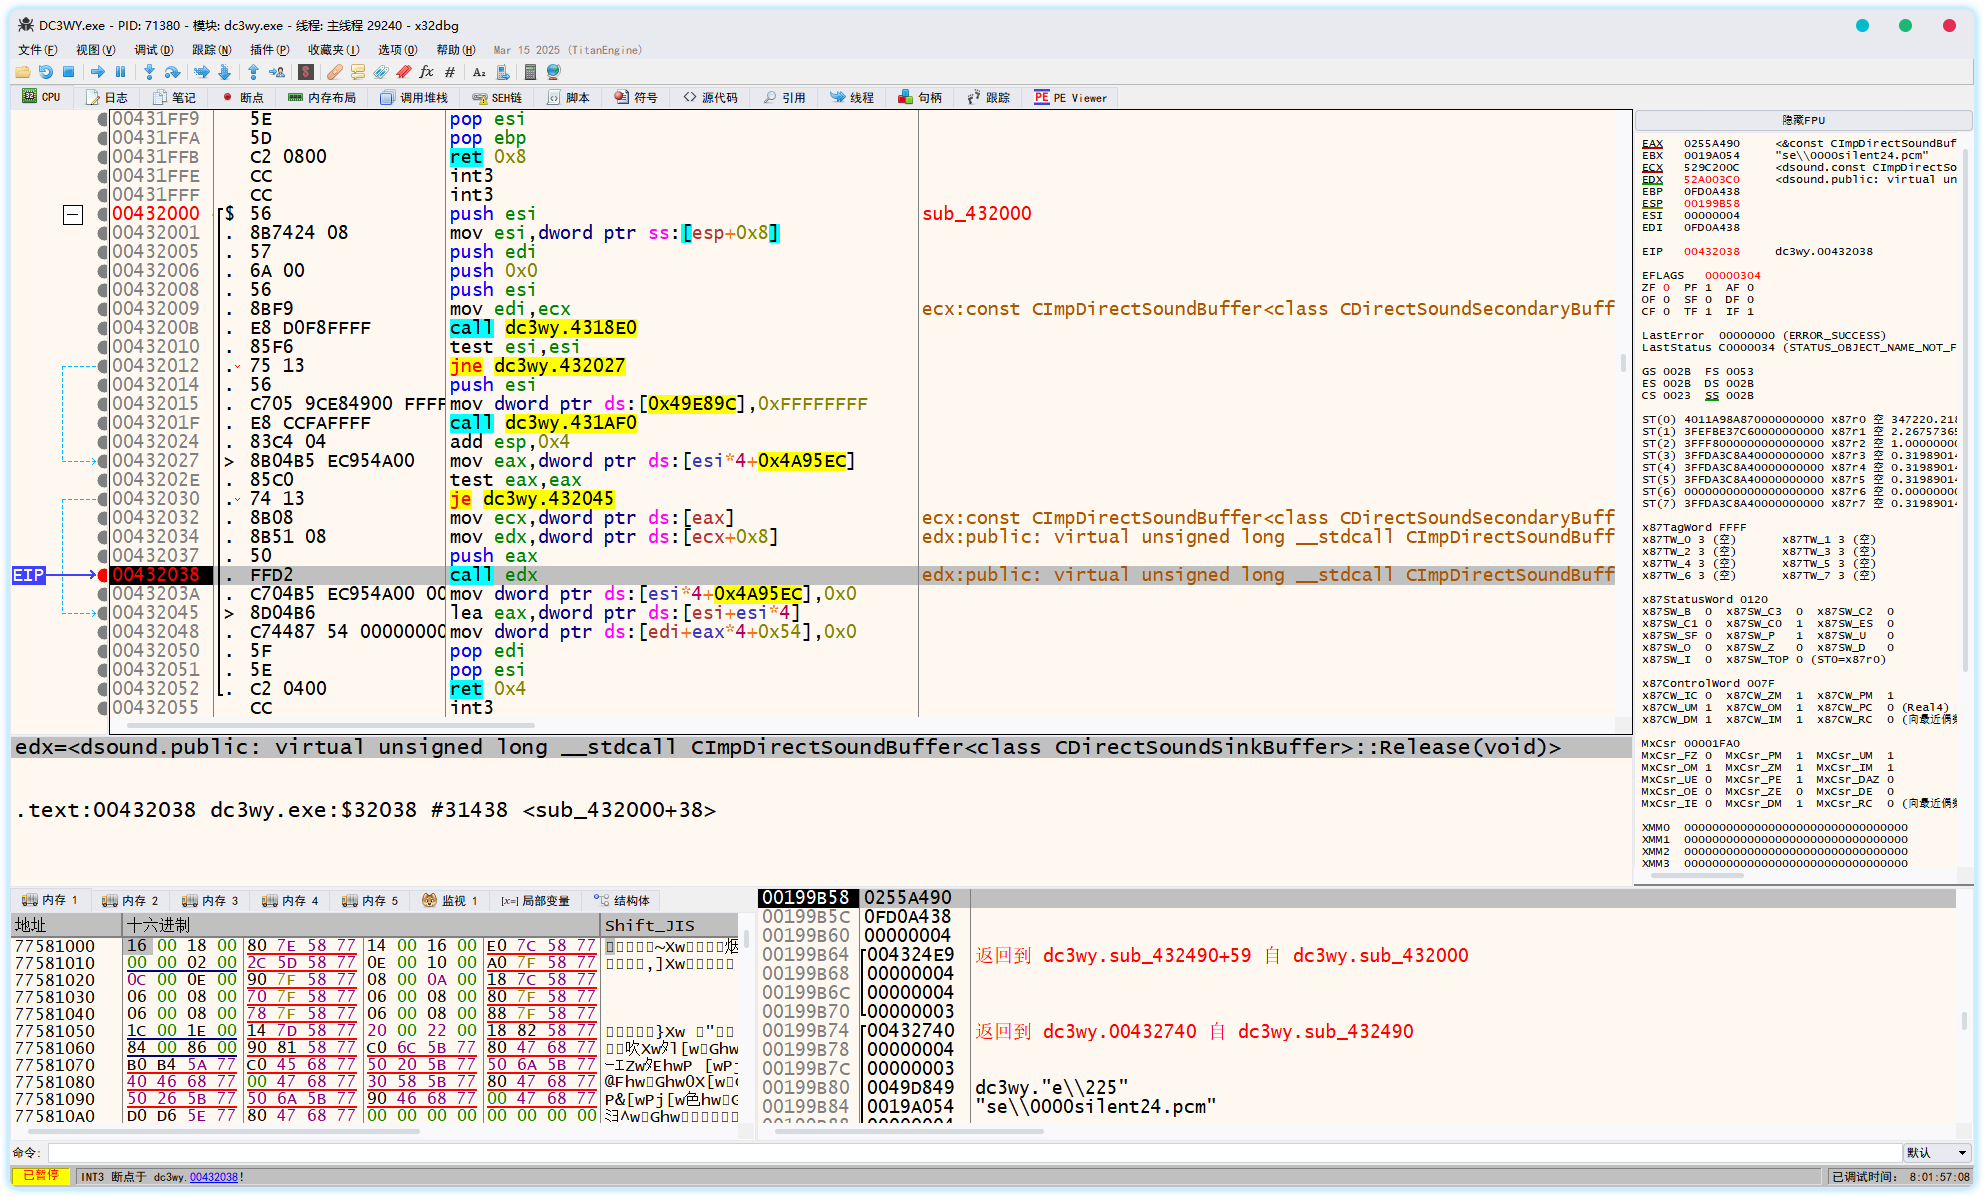 DC3WY.exe - PID: 71380 - 模块: dc3wy.exe - 线程: 主线程 29240 - x32dbg
文件(F) 视图(V) 调试(D) 跟踪(N) 插件(P) 收藏夹(I) 选项(O) 帮助(H) Mar 15 2025 (TitanEngine)
CPU 日志 笔记 断点 内存布局 调用堆栈 SEH链 脚本 符号 源代码 引用 线程 句柄 跟踪 PE Viewer
00431FF9 5E pop esi
00431FFA 5D pop ebp
00431FFB C2 0800 ret 0x8
00431FFE CC int3
00431FFF CC int3
00432000 $ 56 push esi sub_432000
00432001 . 8B7424 08 mov esi,dword ptr ss:[esp+0x8]
00432005 . 57 push edi
00432006 . 6A 00 push 0x0
00432008 . 56 push esi
00432009 . 8BF9 mov edi,ecx ecx:const CImpDirectSoundBuffer<class CDirectSoundSecondaryBuff
0043200B . E8 D0F8FFFF call dc3wy.4318E0
00432010 . 85F6 test esi,esi
00432012 . 75 13 jne dc3wy.432027
00432014 . 56 push esi
00432015 . C705 9CE84900 FFFF mov dword ptr ds:[0x49E89C],0xFFFFFFFF
0043201F . E8 CCFAFFFF call dc3wy.431AF0
00432024 . 83C4 04 add esp,0x4
00432027 > 8B04B5 EC954A00 mov eax,dword ptr ds:[esi*4+0x4A95EC]
0043202E . 85C0 test eax,eax
00432030 . 74 13 je dc3wy.432045
00432032 . 8B08 mov ecx,dword ptr ds:[eax] ecx:const CImpDirectSoundBuffer<class CDirectSoundSecondaryBuff
00432034 . 8B51 08 mov edx,dword ptr ds:[ecx+0x8] edx:public: virtual unsigned long __stdcall CImpDirectSoundBuff
00432037 . 50 push eax
EIP 00432038 . FFD2 call edx edx:public: virtual unsigned long __stdcall CImpDirectSoundBuff
0043203A . C704B5 EC954A00 00 mov dword ptr ds:[esi*4+0x4A95EC],0x0
00432045 > 8D04B6 lea eax,dword ptr ds:[esi+esi*4]
00432048 . C74487 54 00000000 mov dword ptr ds:[edi+eax*4+0x54],0x0
00432050 . 5F pop edi
00432051 . 5E pop esi
00432052 . C2 0400 ret 0x4
00432055 CC int3
edx=<dsound.public: virtual unsigned long __stdcall CImpDirectSoundBuffer<class CDirectSoundSinkBuffer>::Release(void)>
.text:00432038 dc3wy.exe:$32038 #31438 <sub_432000+38>
隐藏FPU
EAX 0255A490 <&const CImpDirectSoundBuf
EBX 0019A054 "se\\0000silent24.pcm"
ECX 529C200C <dsound.const CImpDirectSo
EDX 52A003C0 <dsound.public: virtual un
EBP 0FD0A438
ESP 00199B58
ESI 00000004
EDI 0FD0A438
EIP 00432038 dc3wy.00432038
EFLAGS 00000304
ZF 0 PF 1 AF 0
OF 0 SF 0 DF 0
CF 0 TF 1 IF 1
LastError 00000000 (ERROR_SUCCESS)
LastStatus C0000034 (STATUS_OBJECT_NAME_NOT_F
GS 002B FS 0053
ES 002B DS 002B
CS 0023 SS 002B
ST(0) 4011A98A870000000000 x87r0 空 347220.218
ST(1) 3FEFBE37C60000000000 x87r1 空 2.26757365
ST(2) 3FFF8000000000000000 x87r2 空 1.00000000
ST(3) 3FFDA3C8A40000000000 x87r3 空 0.31989014
ST(4) 3FFDA3C8A40000000000 x87r4 空 0.31989014
ST(5) 3FFDA3C8A40000000000 x87r5 空 0.31989014
ST(6) 00000000000000000000 x87r6 空 0.00000000
ST(7) 3FFDA3C8A40000000000 x87r7 空 0.31989014
x87TagWord FFFF
x87TW_0 3 (空) x87TW_1 3 (空)
x87TW_2 3 (空) x87TW_3 3 (空)
x87TW_4 3 (空) x87TW_5 3 (空)
x87TW_6 3 (空) x87TW_7 3 (空)
x87StatusWord 0120
x87SW_B 0 x87SW_C3 0 x87SW_C2 0
x87SW_C1 0 x87SW_C0 1 x87SW_ES 0
x87SW_SF 0 x87SW_P 1 x87SW_U 0
x87SW_O 0 x87SW_Z 0 x87SW_D 0
x87SW_I 0 x87SW_TOP 0 (ST0=x87r0)
x87ControlWord 007F
x87CW_IC 0 x87CW_ZM 1 x87CW_PM 1
x87CW_UM 1 x87CW_OM 1 x87CW_PC 0 (Real4)
x87CW_DM 1 x87CW_IM 1 x87CW_RC 0 (向最近偶
MxCsr 00001FA0
MxCsr_FZ 0 MxCsr_PM 1 MxCsr_UM 1
MxCsr_OM 1 MxCsr_ZM 1 MxCsr_IM 1
MxCsr_UE 0 MxCsr_PE 1 MxCsr_DAZ 0
MxCsr_OE 0 MxCsr_ZE 0 MxCsr_DE 0
MxCsr_IE 0 MxCsr_DM 1 MxCsr_RC 0 (向最近偶
XMM0 00000000000000000000000000000000
XMM1 00000000000000000000000000000000
XMM2 00000000000000000000000000000000
XMM3 00000000000000000000000000000000
内存 1 内存 2 内存 3 内存 4 内存 5 监视 1 [x=] 局部变量 结构体
地址 十六进制 Shift_JIS
77581000 16 00 18 00 80 7E 58 77 14 00 16 00 E0 7C 58 77
77581010 00 00 02 00 2C 5D 58 77 0E 00 10 00 A0 7F 58 77
77581020 0C 00 0E 00 90 7F 58 77 08 00 0A 00 18 7C 58 77
77581030 06 00 08 00 70 7F 58 77 06 00 08 00 80 7F 58 77
77581040 06 00 08 00 78 7F 58 77 06 00 08 00 88 7F 58 77
77581050 1C 00 1E 00 14 7D 58 77 20 00 22 00 18 82 58 77
77581060 84 00 86 00 90 81 58 77 C0 6C 5B 77 80 47 68 77
77581070 B0 B4 5A 77 C0 45 68 77 50 20 5B 77 50 6A 5B 77
77581080 40 46 68 77 00 47 68 77 30 58 5B 77 80 47 68 77
77581090 50 26 5B 77 50 6A 5B 77 90 46 68 77 00 47 68 77
775810A0 D0 D6 5E 77 80 47 68 77 00 00 00 00 00 00 00 00
00199B58 0255A490
00199B5C 0FD0A438
00199B60 00000004
00199B64 004324E9 返回到 dc3wy.sub_432490+59 自 dc3wy.sub_432000
00199B68 00000004
00199B6C 00000004
00199B70 00000003
00199B74 00432740 返回到 dc3wy.00432740 自 dc3wy.sub_432490
00199B78 00000004
00199B7C 00000003
00199B80 0049D849 dc3wy."e\\225"
00199B84 0019A054 "se\\0000silent24.pcm"
00199B88 00000004
命令: 默认
已暂停 INT3 断点于 dc3wy.00432038! 已调试时间: 8:01:57:08